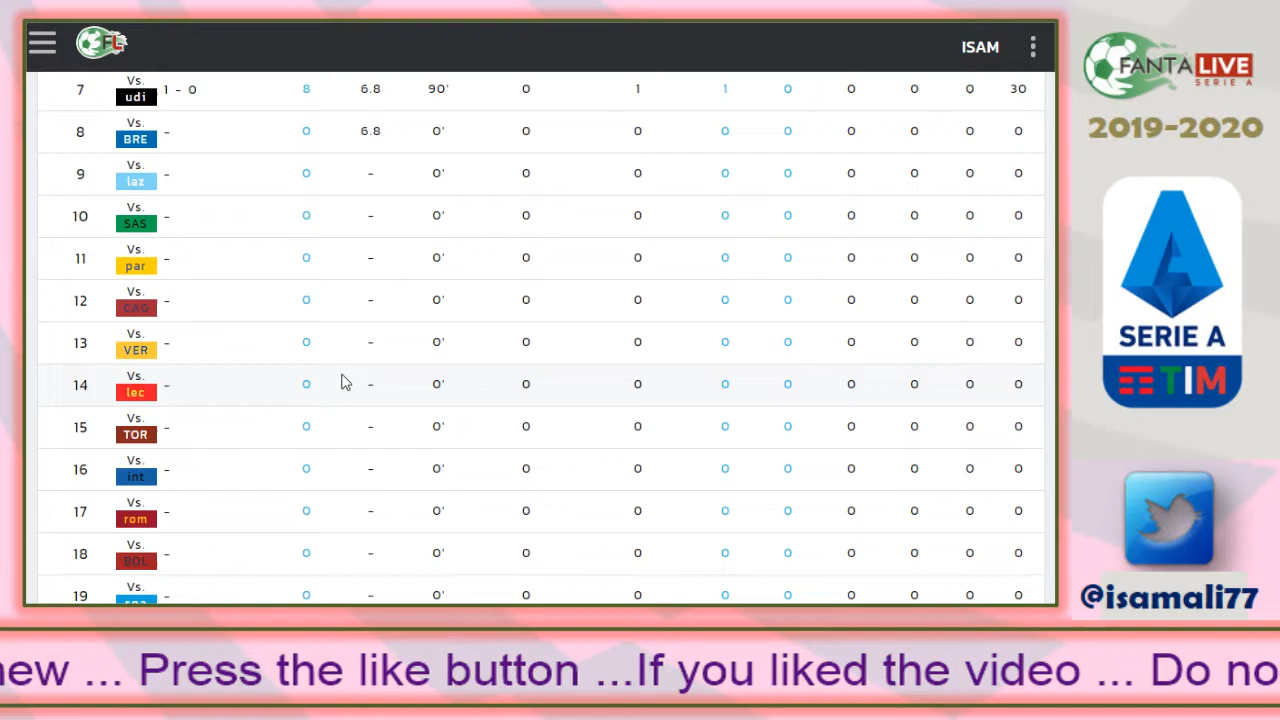 FL
ISAM
7 Vs. udi 1 - 0 8 6.8 90' 0 1 1 0 0 0 0 30
8 Vs. BRE - 0 6.8 0' 0 0 0 0 0 0 0 0
9 Vs. laz - 0 - 0' 0 0 0 0 0 0 0 0
10 Vs. SAS - 0 - 0' 0 0 0 0 0 0 0 0
11 Vs. par - 0 - 0' 0 0 0 0 0 0 0 0
12 Vs. CAG - 0 - 0' 0 0 0 0 0 0 0 0
13 Vs. VER - 0 - 0' 0 0 0 0 0 0 0 0
14 Vs. lec - 0 - 0' 0 0 0 0 0 0 0 0
15 Vs. TOR - 0 - 0' 0 0 0 0 0 0 0 0
16 Vs. int - 0 - 0' 0 0 0 0 0 0 0 0
17 Vs. rom - 0 - 0' 0 0 0 0 0 0 0 0
18 Vs. BOL - 0 - 0' 0 0 0 0 0 0 0 0
19 Vs. - 0 - 0' 0 0 0 0 0 0 0 0
FANTALIVE
SERIE A
2019-2020
SERIE A
TIM
@isamali77
new ... Press the like button ...If you liked the video ... Do no